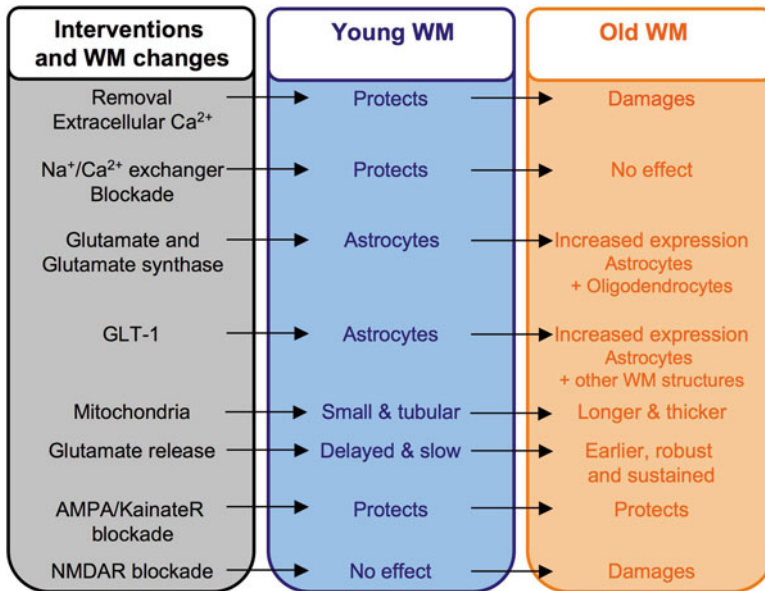 Interventions
and WM changes
Young WM
Old WM
Removal
Extracellular Ca²⁺
Protects
Damages
Na⁺/Ca²⁺ exchanger
Blockade
Protects
No effect
Glutamate and
Glutamate synthase
Astrocytes
Increased expression
Astrocytes
+ Oligodendrocytes
GLT-1
Astrocytes
Increased expression
Astrocytes
+ other WM structures
Mitochondria
Small & tubular
Longer & thicker
Glutamate release
Delayed & slow
Earlier, robust
and sustained
AMPA/KainateR
blockade
Protects
Protects
NMDAR blockade
No effect
Damages